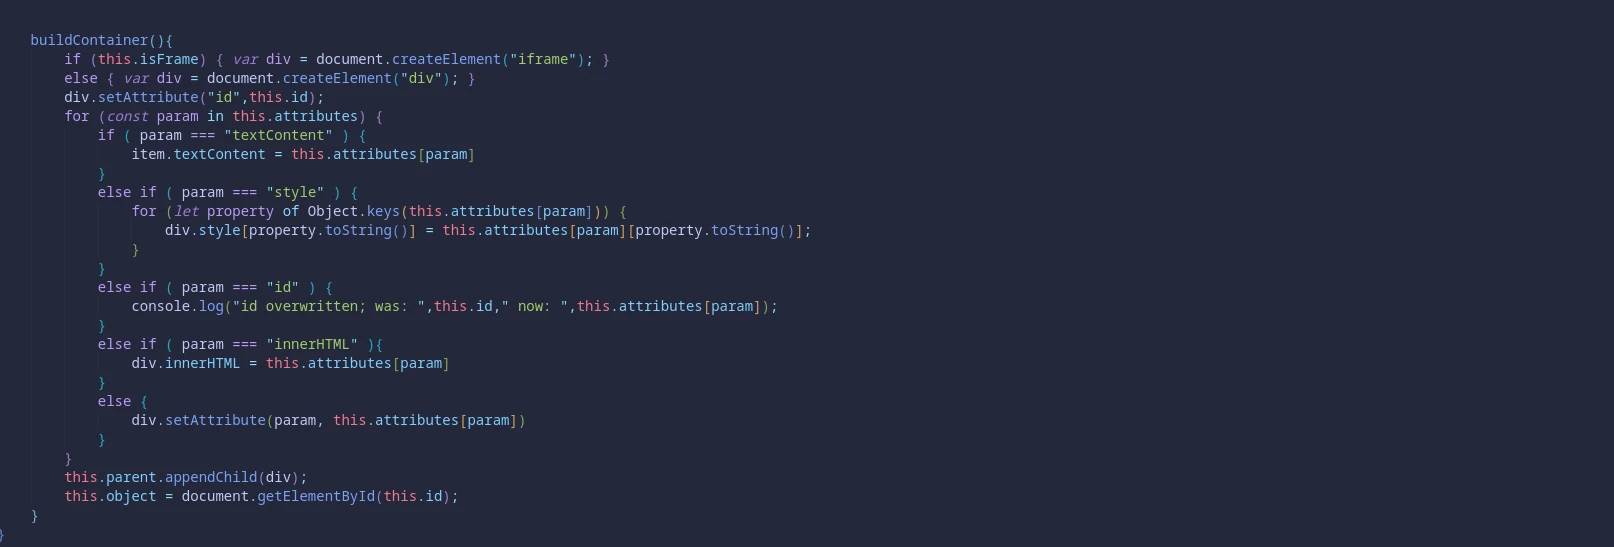 buildContainer(){
if (this.isFrame) { var div = document.createElement("iframe"); }
else { var div = document.createElement("div"); }
div.setAttribute("id",this.id);
for (const param in this.attributes) {
if ( param === "textContent" ) {
item.textContent = this.attributes[param]
}
else if ( param === "style" ) {
for (let property of Object.keys(this.attributes[param])) {
div.style[property.toString()] = this.attributes[param][property.toString()];
}
}
else if ( param === "id" ) {
console.log("id overwritten; was: ",this.id," now: ",this.attributes[param]);
}
else if ( param === "innerHTML" ){
div.innerHTML = this.attributes[param]
}
else {
div.setAttribute(param, this.attributes[param])
}
}
this.parent.appendChild(div);
this.object = document.getElementById(this.id);
}
}